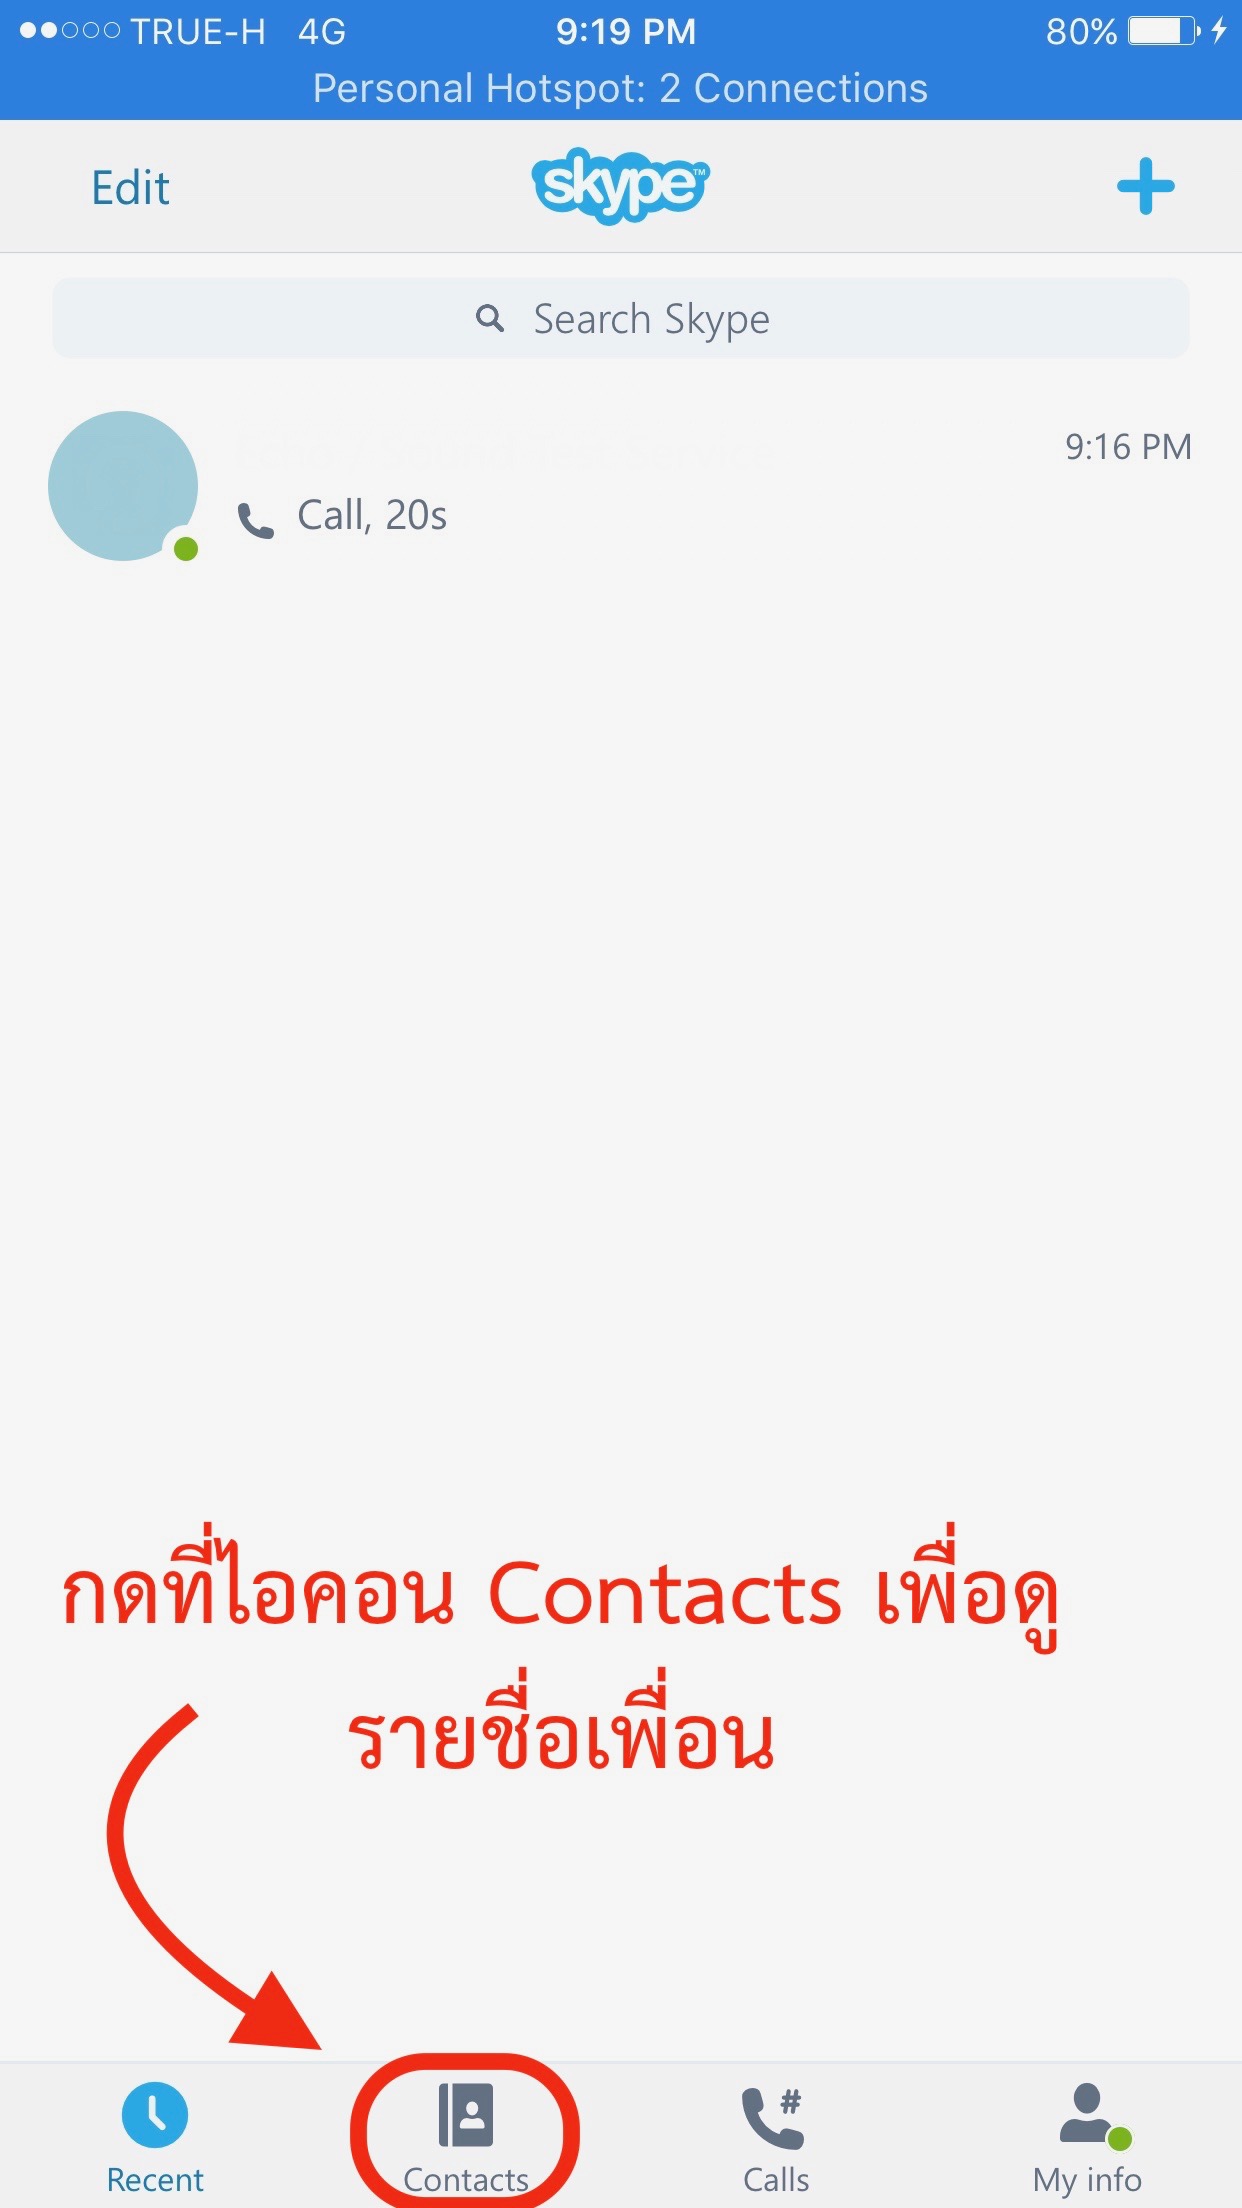 TRUE-H 4G 9:19 PM 80%
Personal Hotspot: 2 Connections
Edit skype™
Search Skype
9:16 PM
Call, 20s
กดที่ไอคอน Contacts เพื่อดู
รายชื่อเพื่อน
#
Recent Contacts Calls My info